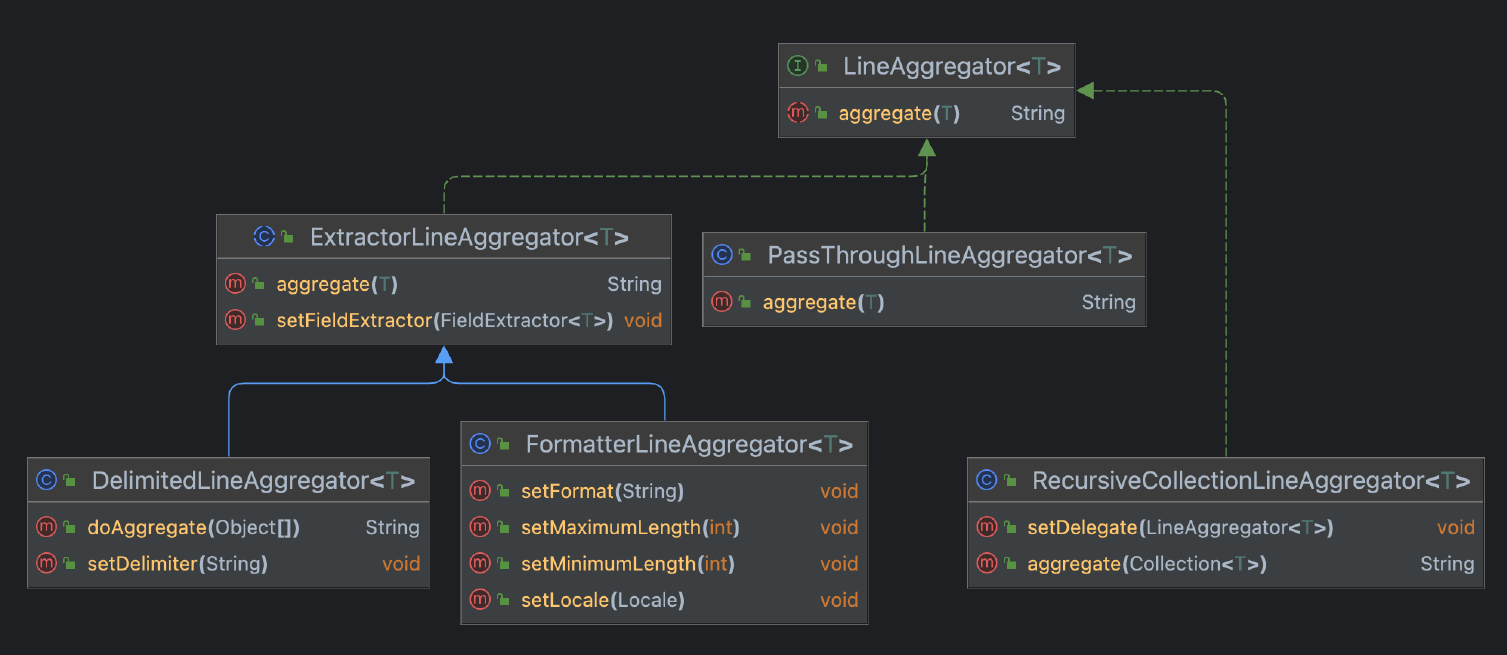 LineAggregator<T>
aggregate(T) String
ExtractorLineAggregator<T>
aggregate(T) String
setFieldExtractor(FieldExtractor<T>) void
PassThroughLineAggregator<T>
aggregate(T) String
DelimitedLineAggregator<T>
doAggregate(Object[]) String
setDelimiter(String) void
FormatterLineAggregator<T>
setFormat(String) void
setMaximumLength(int) void
setMinimumLength(int) void
setLocale(Locale) void
RecursiveCollectionLineAggregator<T>
setDelegate(LineAggregator<T>) void
aggregate(Collection<T>) String